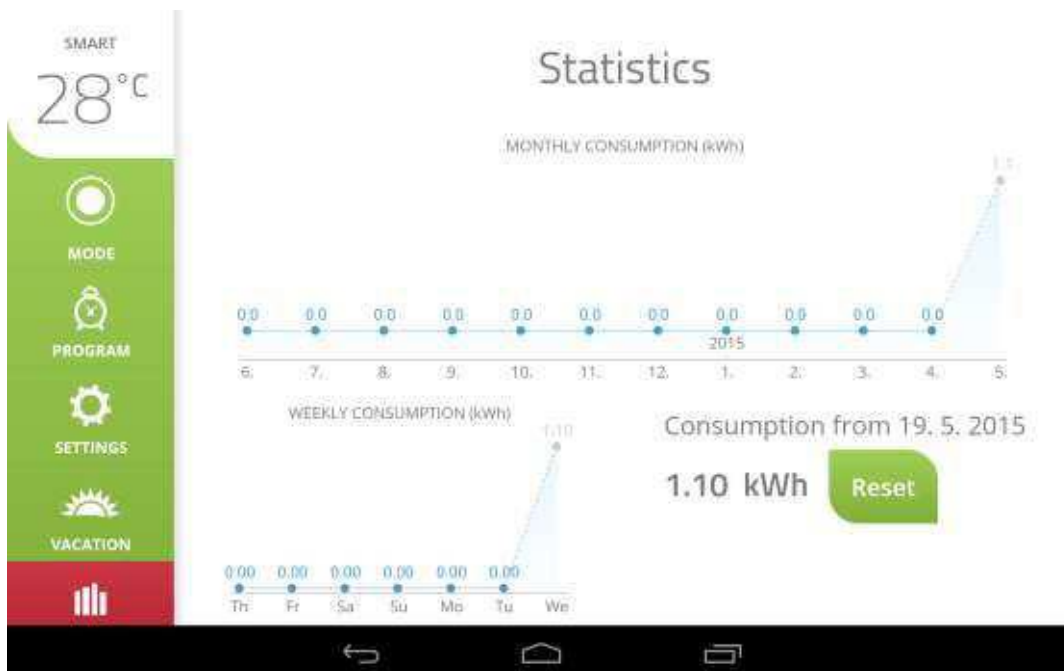 SMART
28°C
MODE
PROGRAM
SETTINGS
VACATION
Statistics
MONTHLY CONSUMPTION (kWh)
1.1
0.0 0.0 0.0 0.0 0.0 0.0 0.0 0.0 0.0 0.0 0.0
2015
6. 7. 8. 9. 10. 11. 12. 1. 2. 3. 4. 5.
WEEKLY CONSUMPTION (kWh)
1.10
0.00 0.00 0.00 0.00 0.00 0.00
Th Fr Sa Su Mo Tu We
Consumption from 19. 5. 2015
1.10 kWh
Reset